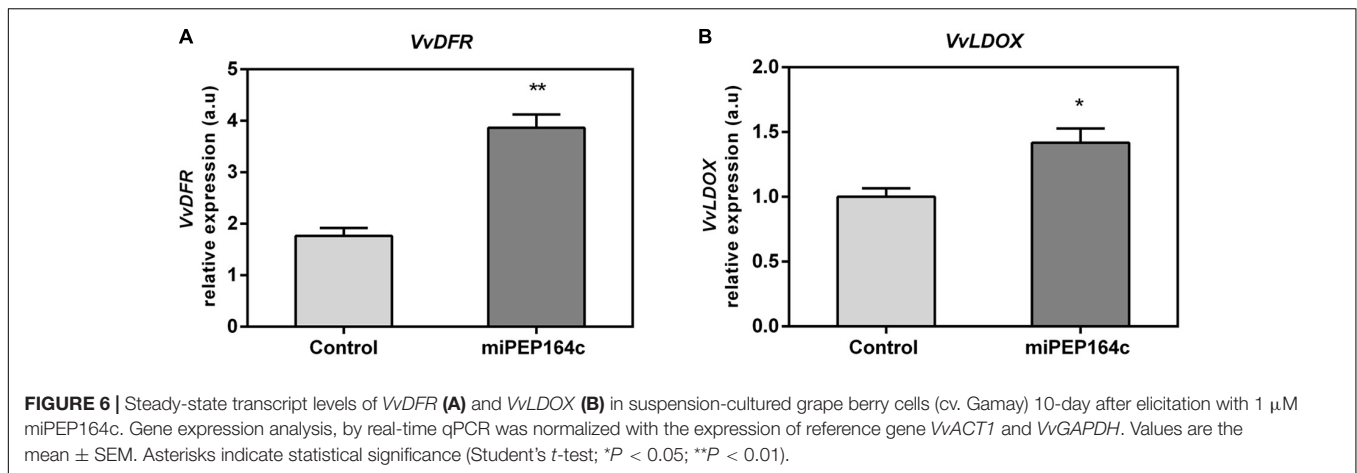 A
VvDFR
VvDFR
relative expression (a.u)
5
4
3
2
1
0
**
Control
miPEP164c
B
VvLDOX
VvLDOX
relative expression (a.u)
2.0
1.5
1.0
0.5
0.0
*
Control
miPEP164c
FIGURE 6 | Steady-state transcript levels of VvDFR (A) and VvLDOX (B) in suspension-cultured grape berry cells (cv. Gamay) 10-day after elicitation with 1 μM
miPEP164c. Gene expression analysis, by real-time qPCR was normalized with the expression of reference gene VvACT1 and VvGAPDH. Values are the
mean ± SEM. Asterisks indicate statistical significance (Student's t-test; *P < 0.05; **P < 0.01).